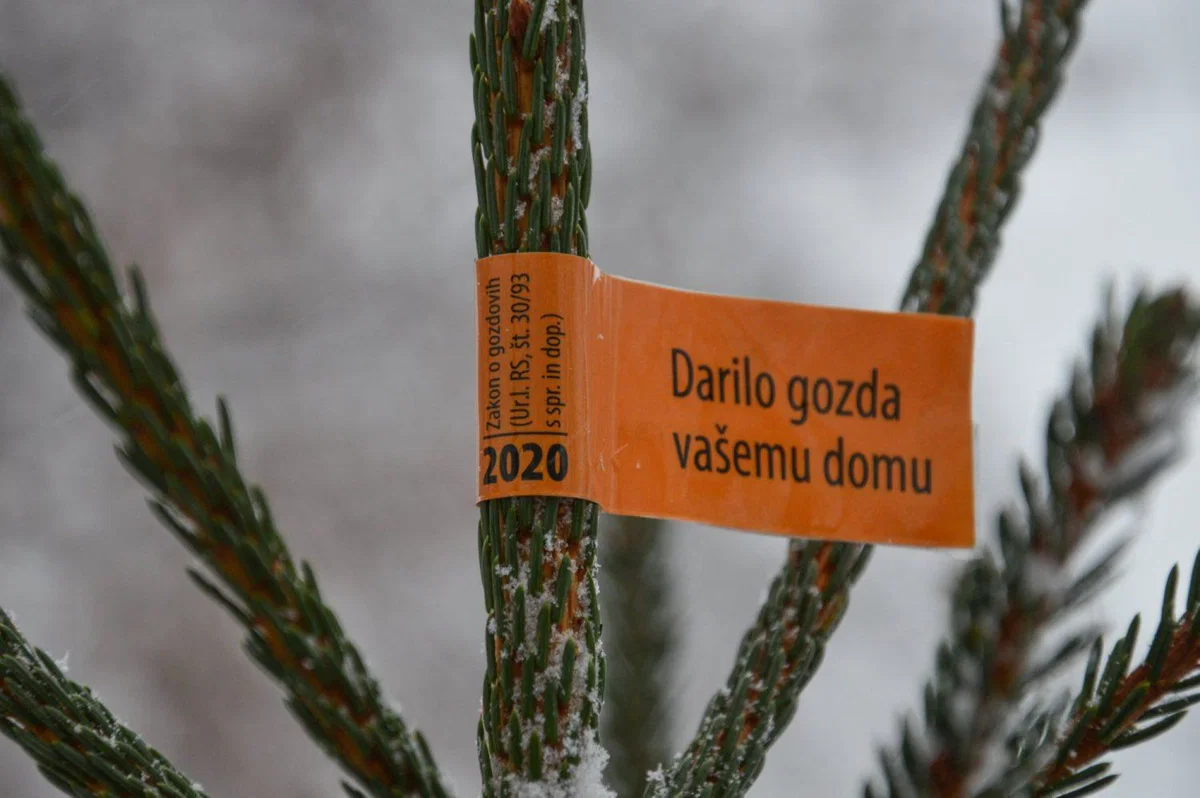 Zakon o gozdovih
(Ur.l. RS, št. 30/93
s spr. in dop.)
2020
Darilo gozda
vašemu domu